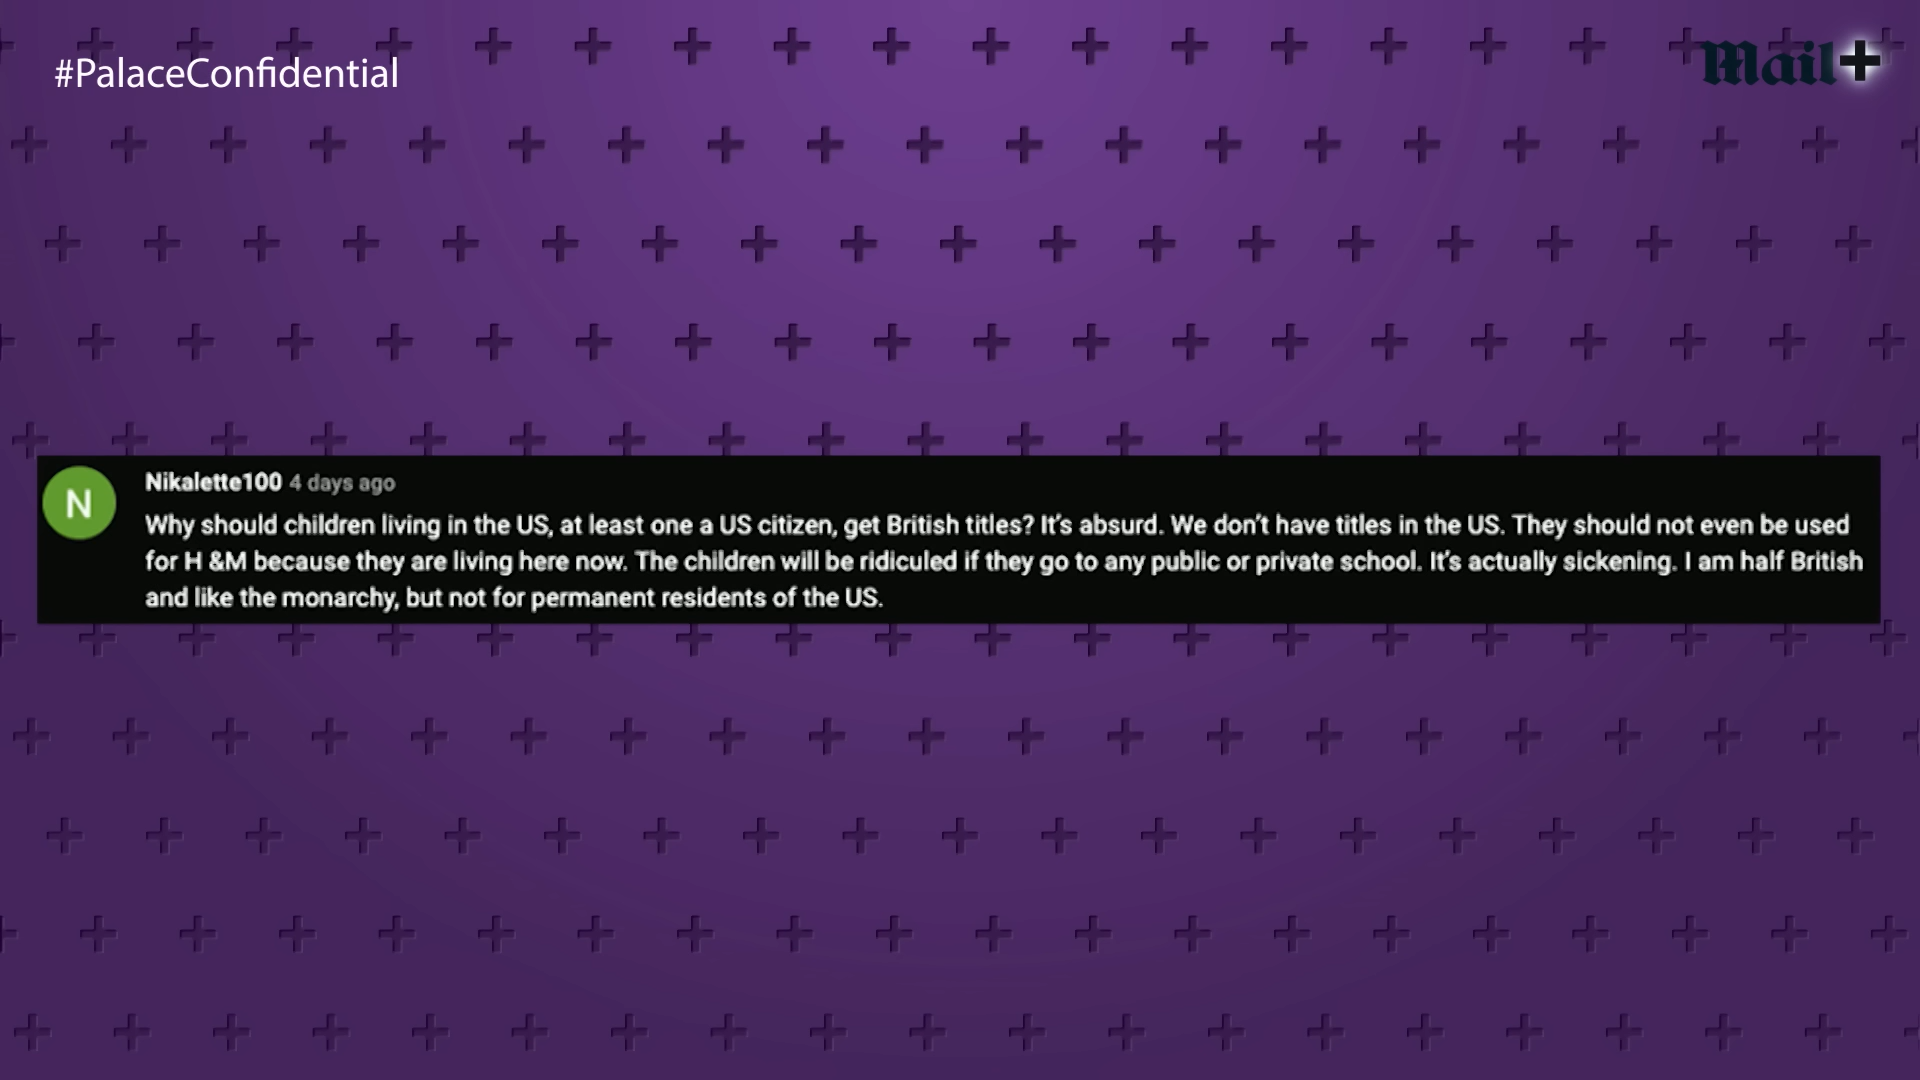 #PalaceConfidential
Mail+
N
Nikalette100 4 days ago
Why should children living in the US, at least one a US citizen, get British titles? It's absurd. We don't have titles in the US. They should not even be used
for H &M because they are living here now. The children will be ridiculed if they go to any public or private school. It's actually sickening. I am half British
and like the monarchy, but not for permanent residents of the US.